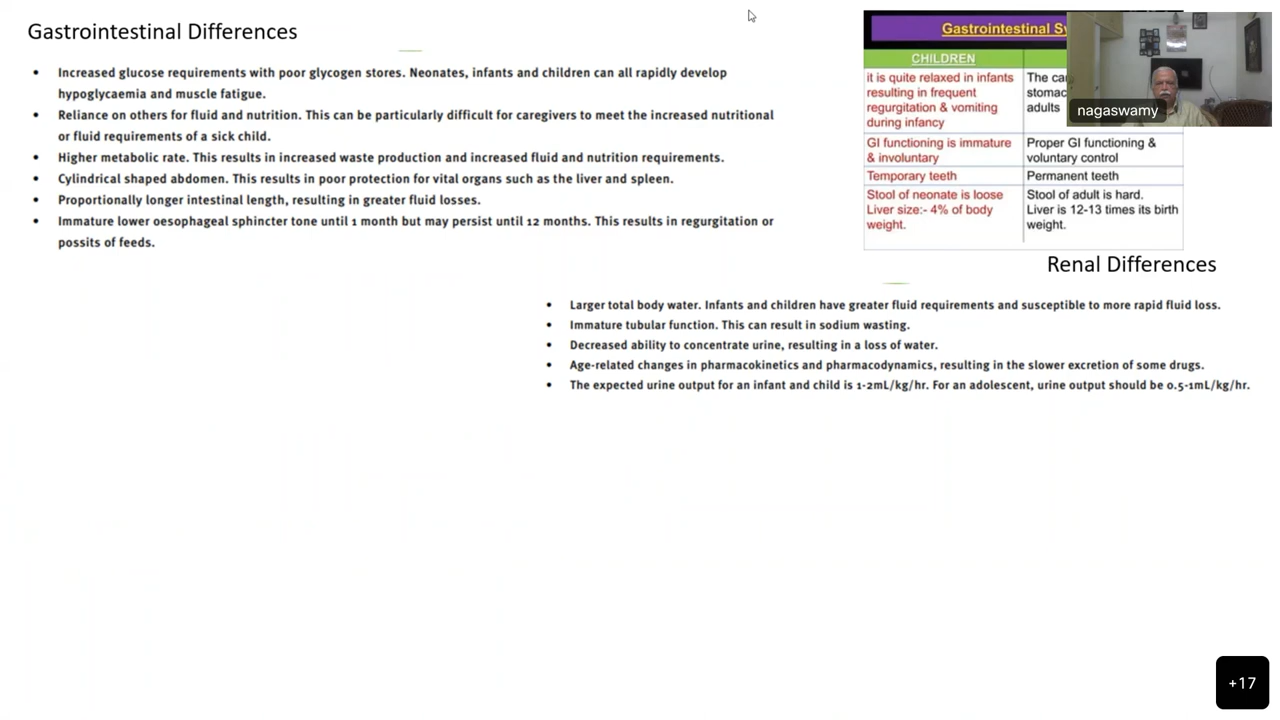 Gastrointestinal Differences
• Increased glucose requirements with poor glycogen stores. Neonates, infants and children can all rapidly develop
hypoglycaemia and muscle fatigue.
• Reliance on others for fluid and nutrition. This can be particularly difficult for caregivers to meet the increased nutritional
or fluid requirements of a sick child.
• Higher metabolic rate. This results in increased waste production and increased fluid and nutrition requirements.
• Cylindrical shaped abdomen. This results in poor protection for vital organs such as the liver and spleen.
• Proportionally longer intestinal length, resulting in greater fluid losses.
• Immature lower oesophageal sphincter tone until 1 month but may persist until 12 months. This results in regurgitation or
possits of feeds.
Gastrointestinal
CHILDREN
it is quite relaxed in infants
resulting in frequent
regurgitation & vomiting
during infancy
The
adults
GI functioning is immature
& involuntary
Proper GI functioning &
voluntary control
Temporary teeth
Permanent teeth
Stool of neonate is loose
Liver size:- 4% of body
weight.
Stool of adult is hard.
Liver is 12-13 times its birth
weight.
nagaswamy
Renal Differences
• Larger total body water. Infants and children have greater fluid requirements and susceptible to more rapid fluid loss.
• Immature tubular function. This can result in sodium wasting.
• Decreased ability to concentrate urine, resulting in a loss of water.
• Age-related changes in pharmacokinetics and pharmacodynamics, resulting in the slower excretion of some drugs.
• The expected urine output for an infant and child is 1-2mL/kg/hr. For an adolescent, urine output should be 0.5-1mL/kg/hr.
+17